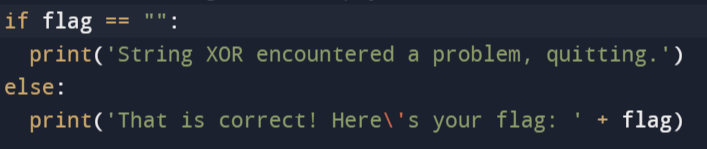 if flag == "":
  print('String XOR encountered a problem, quitting.')
else:
  print('That is correct! Here\'s your flag: ' + flag)